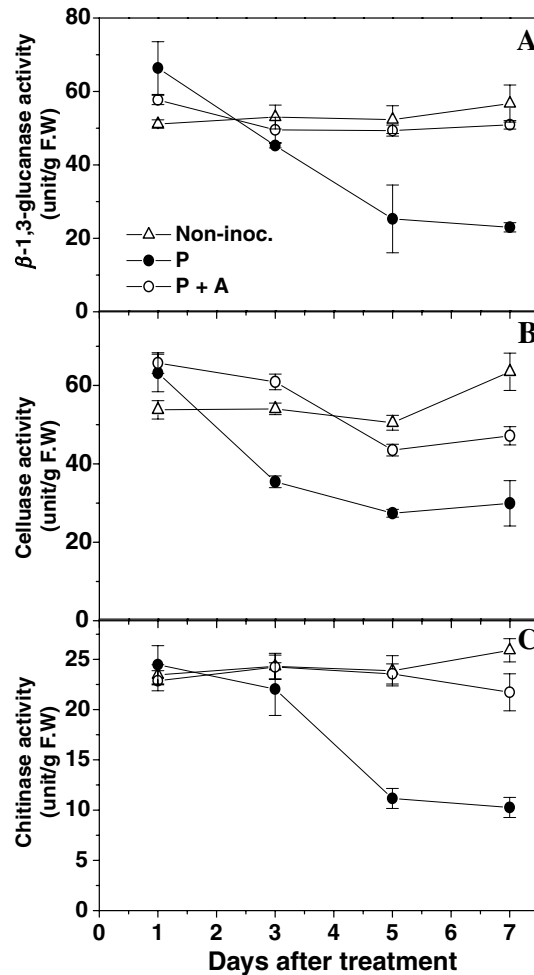 A
80
60
40
20
0
β-1,3-glucanase activity
(unit/g F.W)
Non-inoc.
P
P + A
B
60
40
20
0
Celluase activity
(unit/g F.W)
C
25
20
15
10
5
0
Chitinase activity
(unit/g F.W)
0 1 2 3 4 5 6 7
Days after treatment